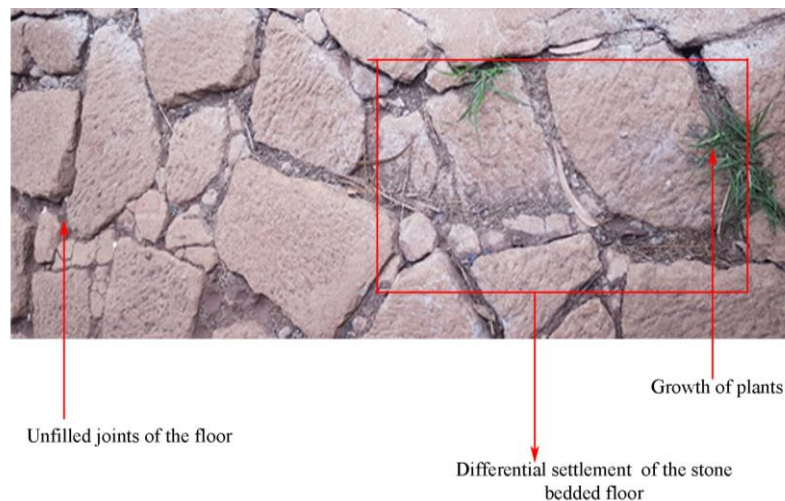 Growth of plants
Unfilled joints of the floor
Differential settlement of the stone
bedded floor